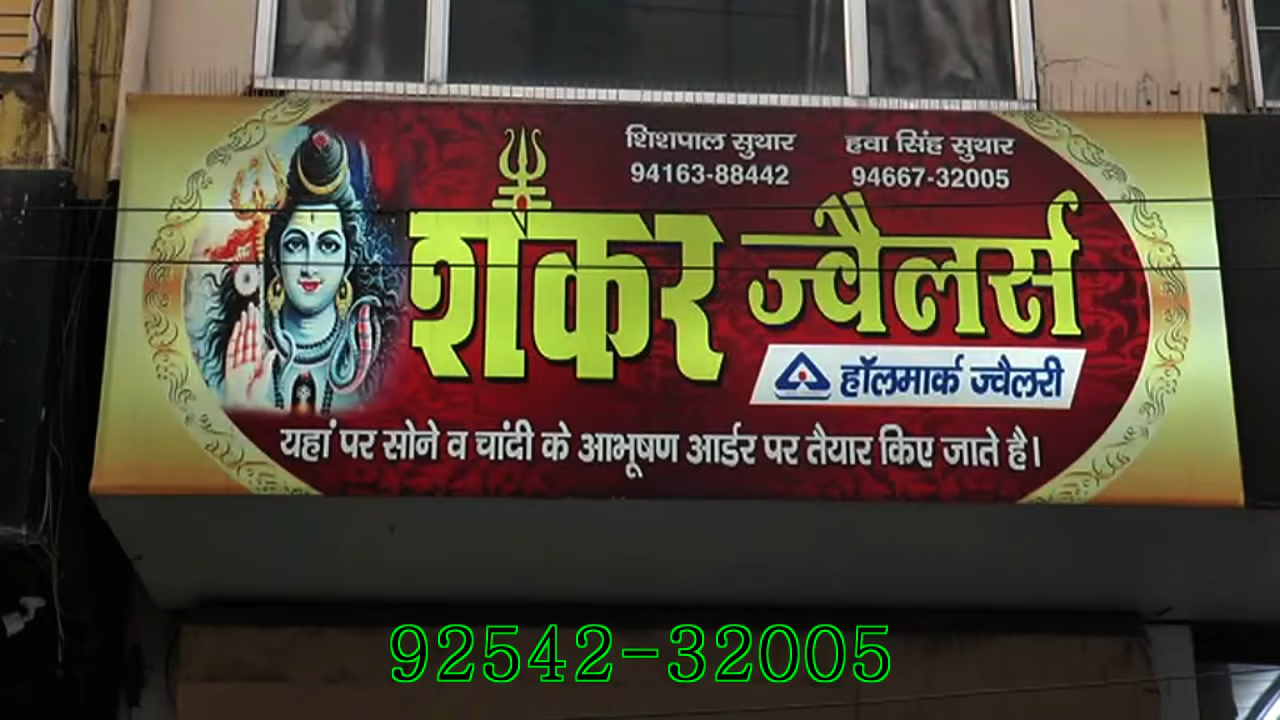 शिशपाल सुथार हवा सिंह सुथार
94163-88442 94667-32005
शंकर ज्वैलर्स
हॉलमार्क ज्वैलरी
यहां पर सोने व चांदी के आभूषण आर्डर पर तैयार किए जाते है।
92542-32005